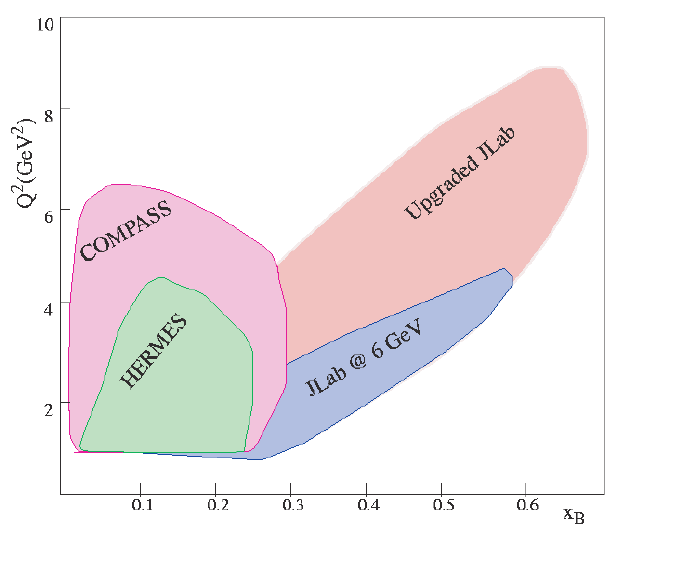 10
8
6
4
2
Q²(GeV²)
COMPASS
HERMES
Upgraded JLab
JLab @ 6 GeV
0.1 0.2 0.3 0.4 0.5 0.6
x_B